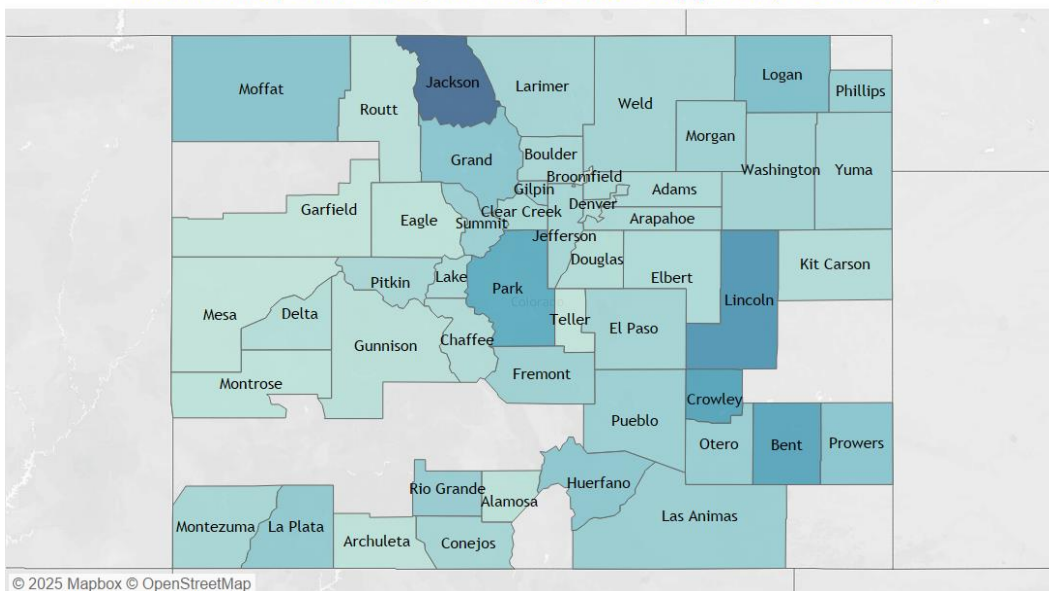 Jackson
Moffat
Larimer
Logan
Phillips
Routt
Weld
Morgan
Grand
Boulder
Washington
Yuma
Broomfield
Gilpin
Adams
Denver
Garfield
Clear Creek
Eagle
Summit
Arapahoe
Jefferson
Douglas
Kit Carson
Lake
Elbert
Pitkin
Park
Lincoln
Colorado
Mesa
Delta
Teller
El Paso
Chaffee
Gunnison
Fremont
Montrose
Crowley
Pueblo
Otero
Bent
Prowers
Huerfano
Rio Grande
Alamosa
Las Animas
Montezuma
La Plata
Archuleta
Conejos
© 2025 Mapbox © OpenStreetMap